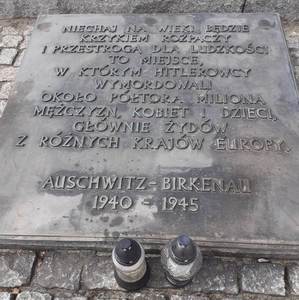 NIECHAJ NA WIEKI BĘDZIE
KRZYKIEM ROZPACZY
I PRZESTROGĄ DLA LUDZKOŚCI
TO MIEJSCE,
W KTÓRYM HITLEROWCY
WYMORDOWALI
OKOŁO PÓŁTORA MILIONA
MĘŻCZYZN, KOBIET I DZIECI,
GŁÓWNIE ŻYDÓW
Z RÓŻNYCH KRAJÓW EUROPY.
AUSCHWITZ-BIRKENAU
1940 - 1945